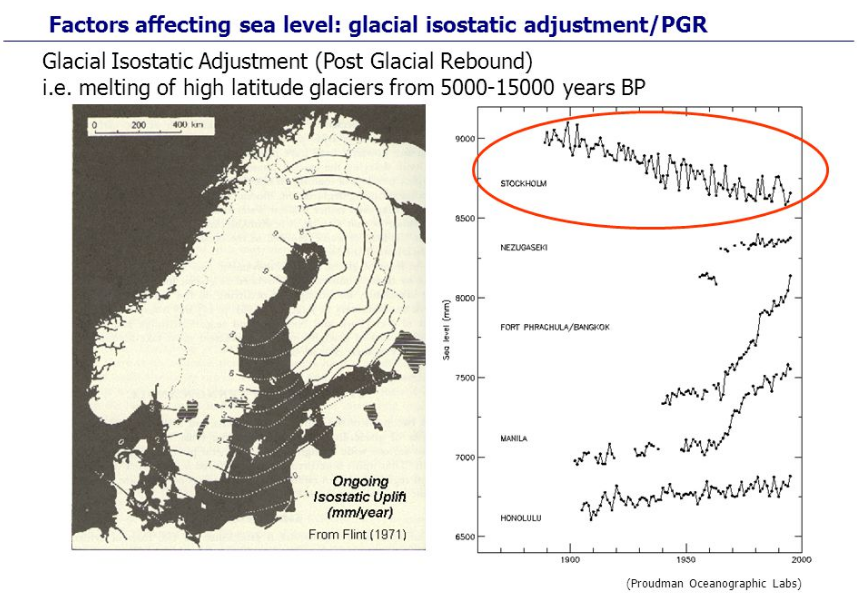 Factors affecting sea level: glacial isostatic adjustment/PGR
Glacial Isostatic Adjustment (Post Glacial Rebound)
i.e. melting of high latitude glaciers from 5000-15000 years BP
0 200 400 km
Ongoing
Isostatic Uplift
(mm/year)
From Flint (1971)
Sea level (mm)
9000
8500
8000
7500
7000
6500
STOCKHOLM
NEZUGASEKI
FORT PHRACHULA/BANGKOK
MANILA
HONOLULU
1900 1950 2000
(Proudman Oceanographic Labs)